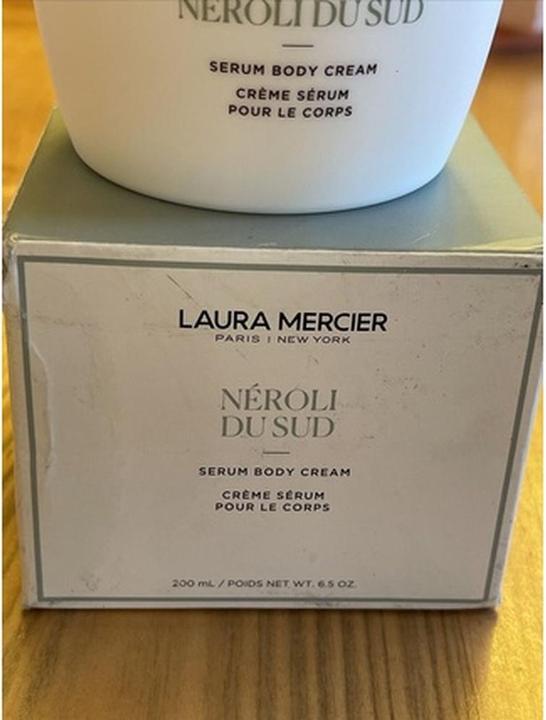 NÉROLI DU SUD
SERUM BODY CREAM
CRÈME SÉRUM
POUR LE CORPS
LAURA MERCIER
PARIS | NEW YORK
NÉROLI
DU SUD
SERUM BODY CREAM
CRÈME SÉRUM
POUR LE CORPS
200 mL / POIDS NET WT. 6.5 OZ.